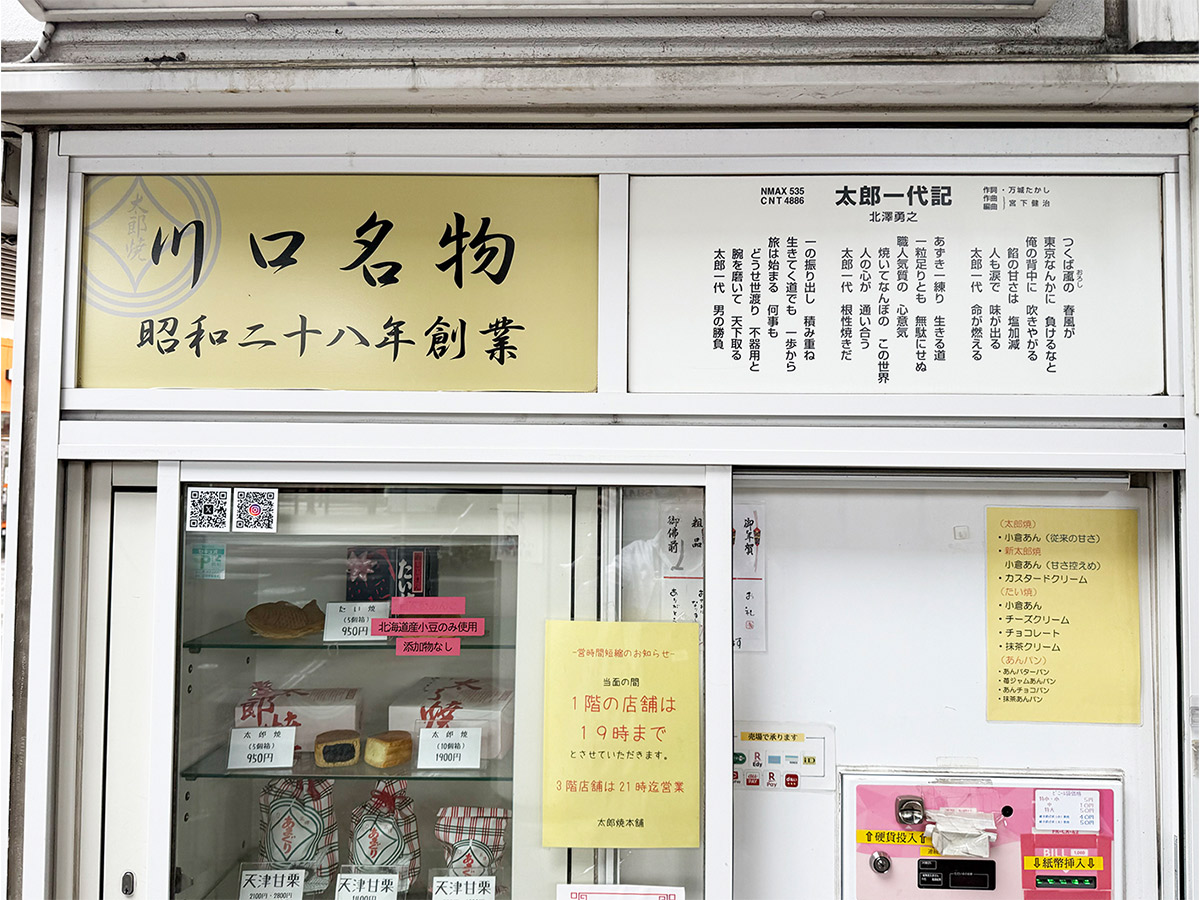 太郎焼
川口名物
昭和二十八年創業
NMAX 535
CNT 4886
太郎一代記
北澤勇之
作詞・万城たかし
作曲
編曲
宮下健治
つくば颪の 春風が
おろし
東京なんかに 負けるなと
俺の背中に 吹きやがる
餡の甘さは 塩加減
人も涙で 味が出る
太郎一代 命が燃える
あずき一練り 生きる道
一粒足りとも 無駄にせぬ
職人気質の 心意気
焼いてなんぼの この世界
人の心が 通い合う
太郎一代 根性焼きだ
一の振り出し 積み重ね
生きてく道でも 一歩から
旅は始まる 何事も
どうせ世渡り 不器用と
腕を磨いて 天下取る
太郎一代 男の勝負
たい
たい焼
(5個箱)
950円
北海道産小豆のみ使用
添加物なし
太郎焼
(5個箱)
950円
太郎焼
(10個箱)
1900円
天津甘栗
2100円・2800円
天津甘栗
天津甘栗
御佛前
粗品
御年賀
お礼
-営時間短縮のお知らせ-
当面の間
1階の店舗は
19時まで
とさせていただきます。
3階店舗は21時迄営業
太郎焼本舗
(太郎焼)
・小倉あん (従来の甘さ)
・新太郎焼
小倉あん (甘さ控えめ)
・カスタードクリーム
(たい焼)
・小倉あん
・チーズクリーム
・チョコレート
・抹茶クリーム
(あんパン)
・あんバターパン
・苺ジャムあんパン
・あんチョコパン
・抹茶あんパン
売場で承ります
Edy
R Pay
⇩硬貨投入⇩
BILL
⇩紙幣挿入⇩